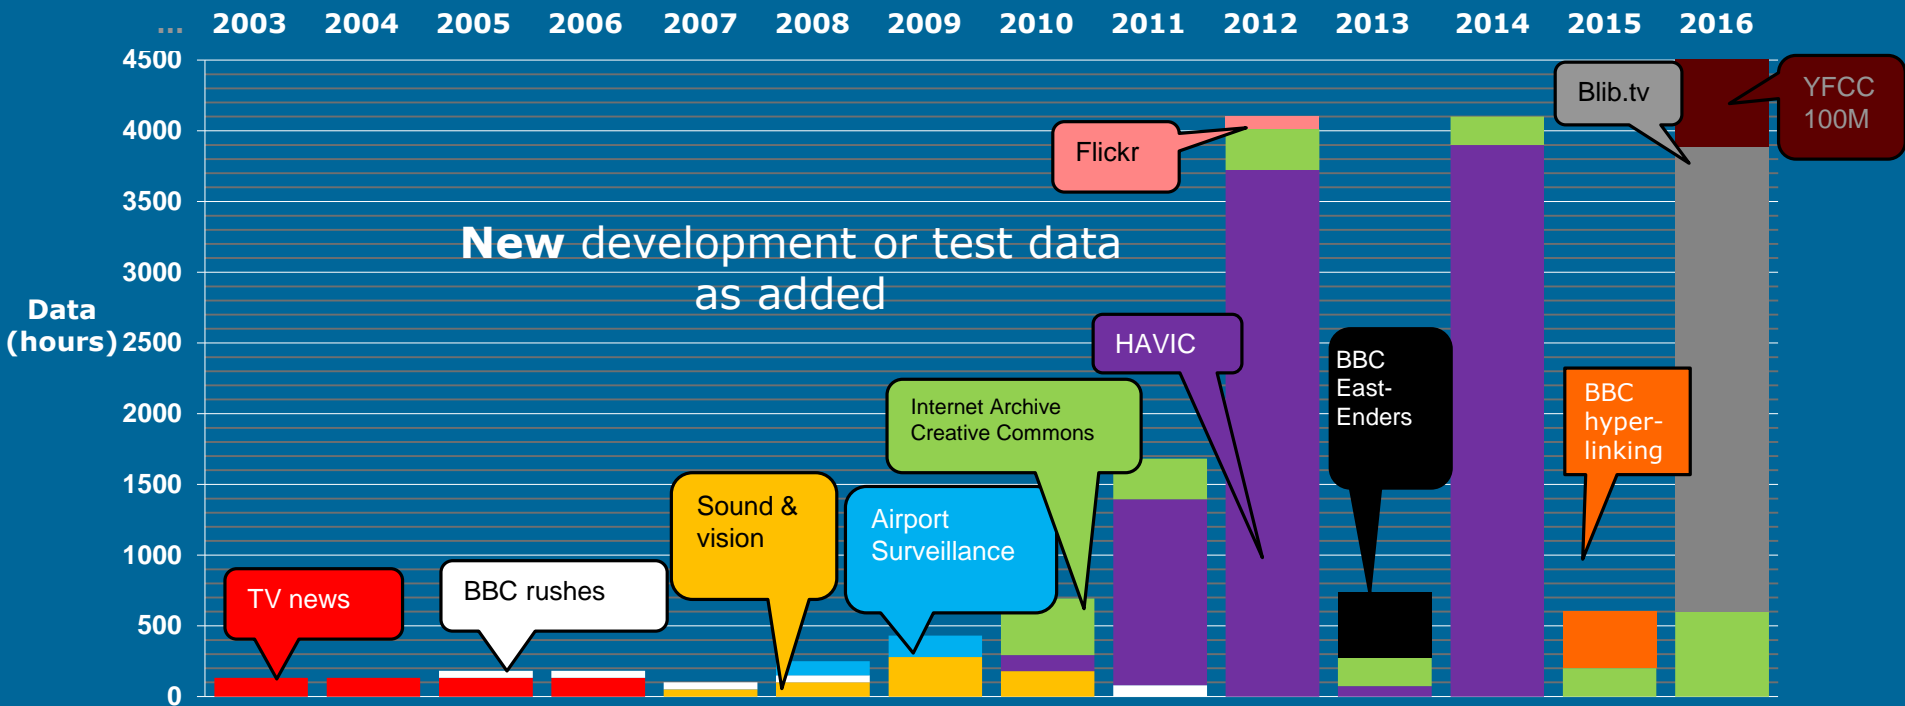 ... 2003 2004 2005 2006 2007 2008 2009 2010 2011 2012 2013 2014 2015 2016
4500
4000
3500
3000
2500
2000
1500
1000
500
0
Data
(hours)
New development or test data
as added
TV news
BBC rushes
Sound &
vision
Airport
Surveillance
Internet Archive
Creative Commons
HAVIC
Flickr
BBC
East-
Enders
BBC
hyper-
linking
Blib.tv
YFCC
100M